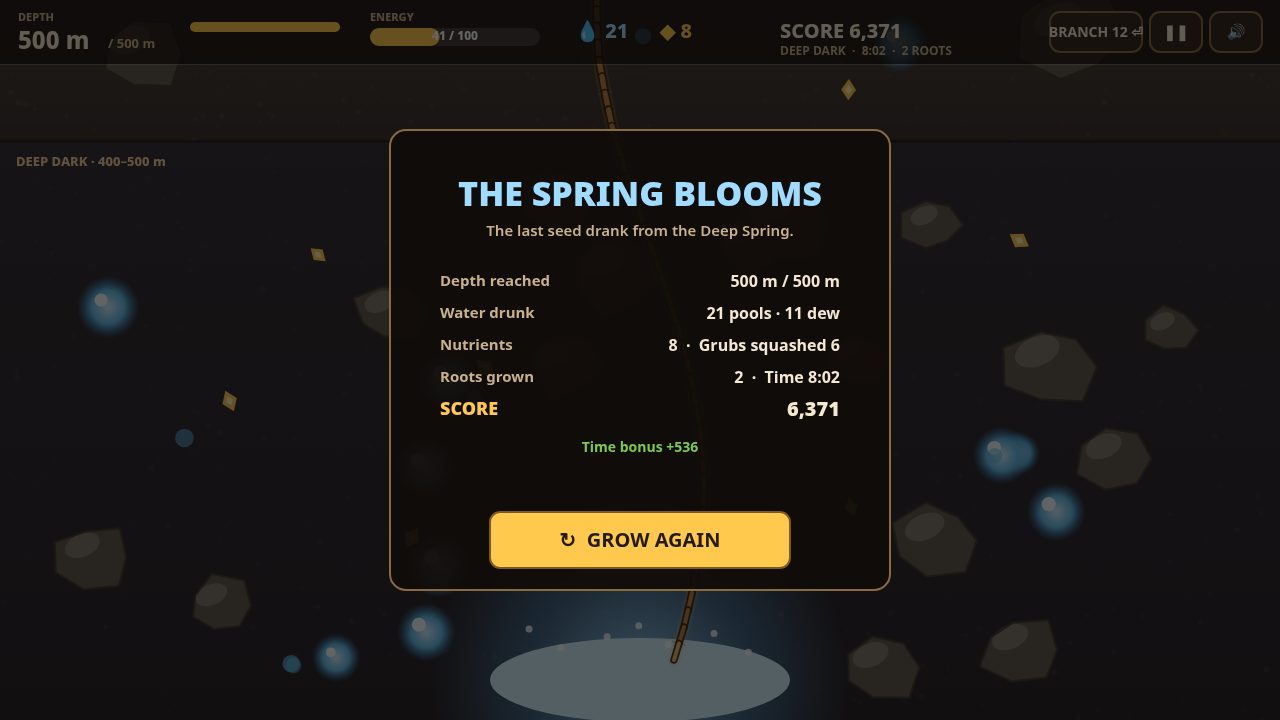 DEPTH
500 m / 500 m
ENERGY
41 / 100
21
8
SCORE 6,371
DEEP DARK · 8:02 · 2 ROOTS
BRANCH 12 ⏎
DEEP DARK · 400–500 m
THE SPRING BLOOMS
The last seed drank from the Deep Spring.
Depth reached 500 m / 500 m
Water drunk 21 pools · 11 dew
Nutrients 8 · Grubs squashed 6
Roots grown 2 · Time 8:02
SCORE 6,371
Time bonus +536
↻ GROW AGAIN